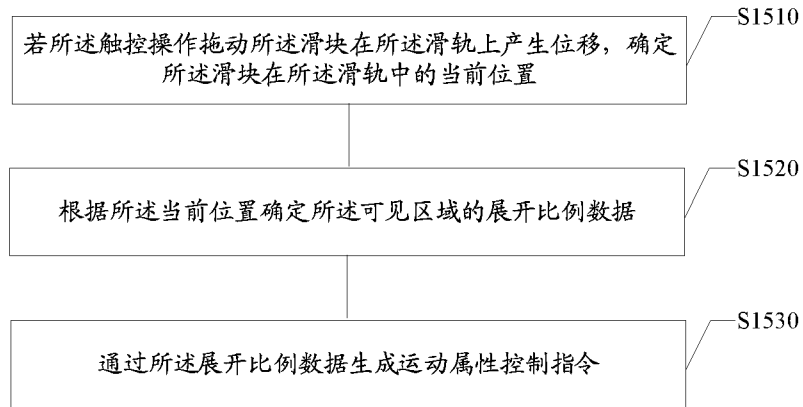 S1510
若所述触控操作拖动所述滑块在所述滑轨上产生位移，确定
所述滑块在所述滑轨中的当前位置
S1520
根据所述当前位置确定所述可见区域的展开比例数据
S1530
通过所述展开比例数据生成运动属性控制指令